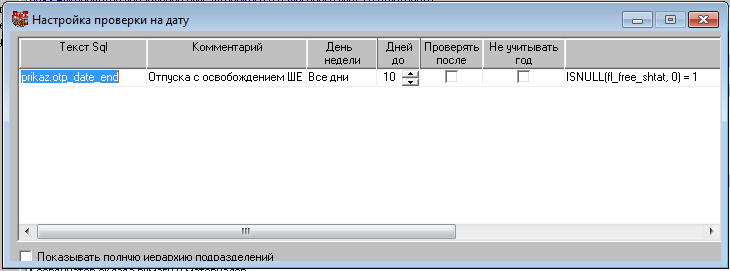 Настройка проверки на дату
Текст Sql
Комментарий
День недели
Дней до
Проверять после
Не учитывать год
prikaz.otp_date_end
Отпуска с освобождением ШЕ
Все дни
10
ISNULL(fl_free_shtat, 0) = 1
Показывать полную иерархию подразделений